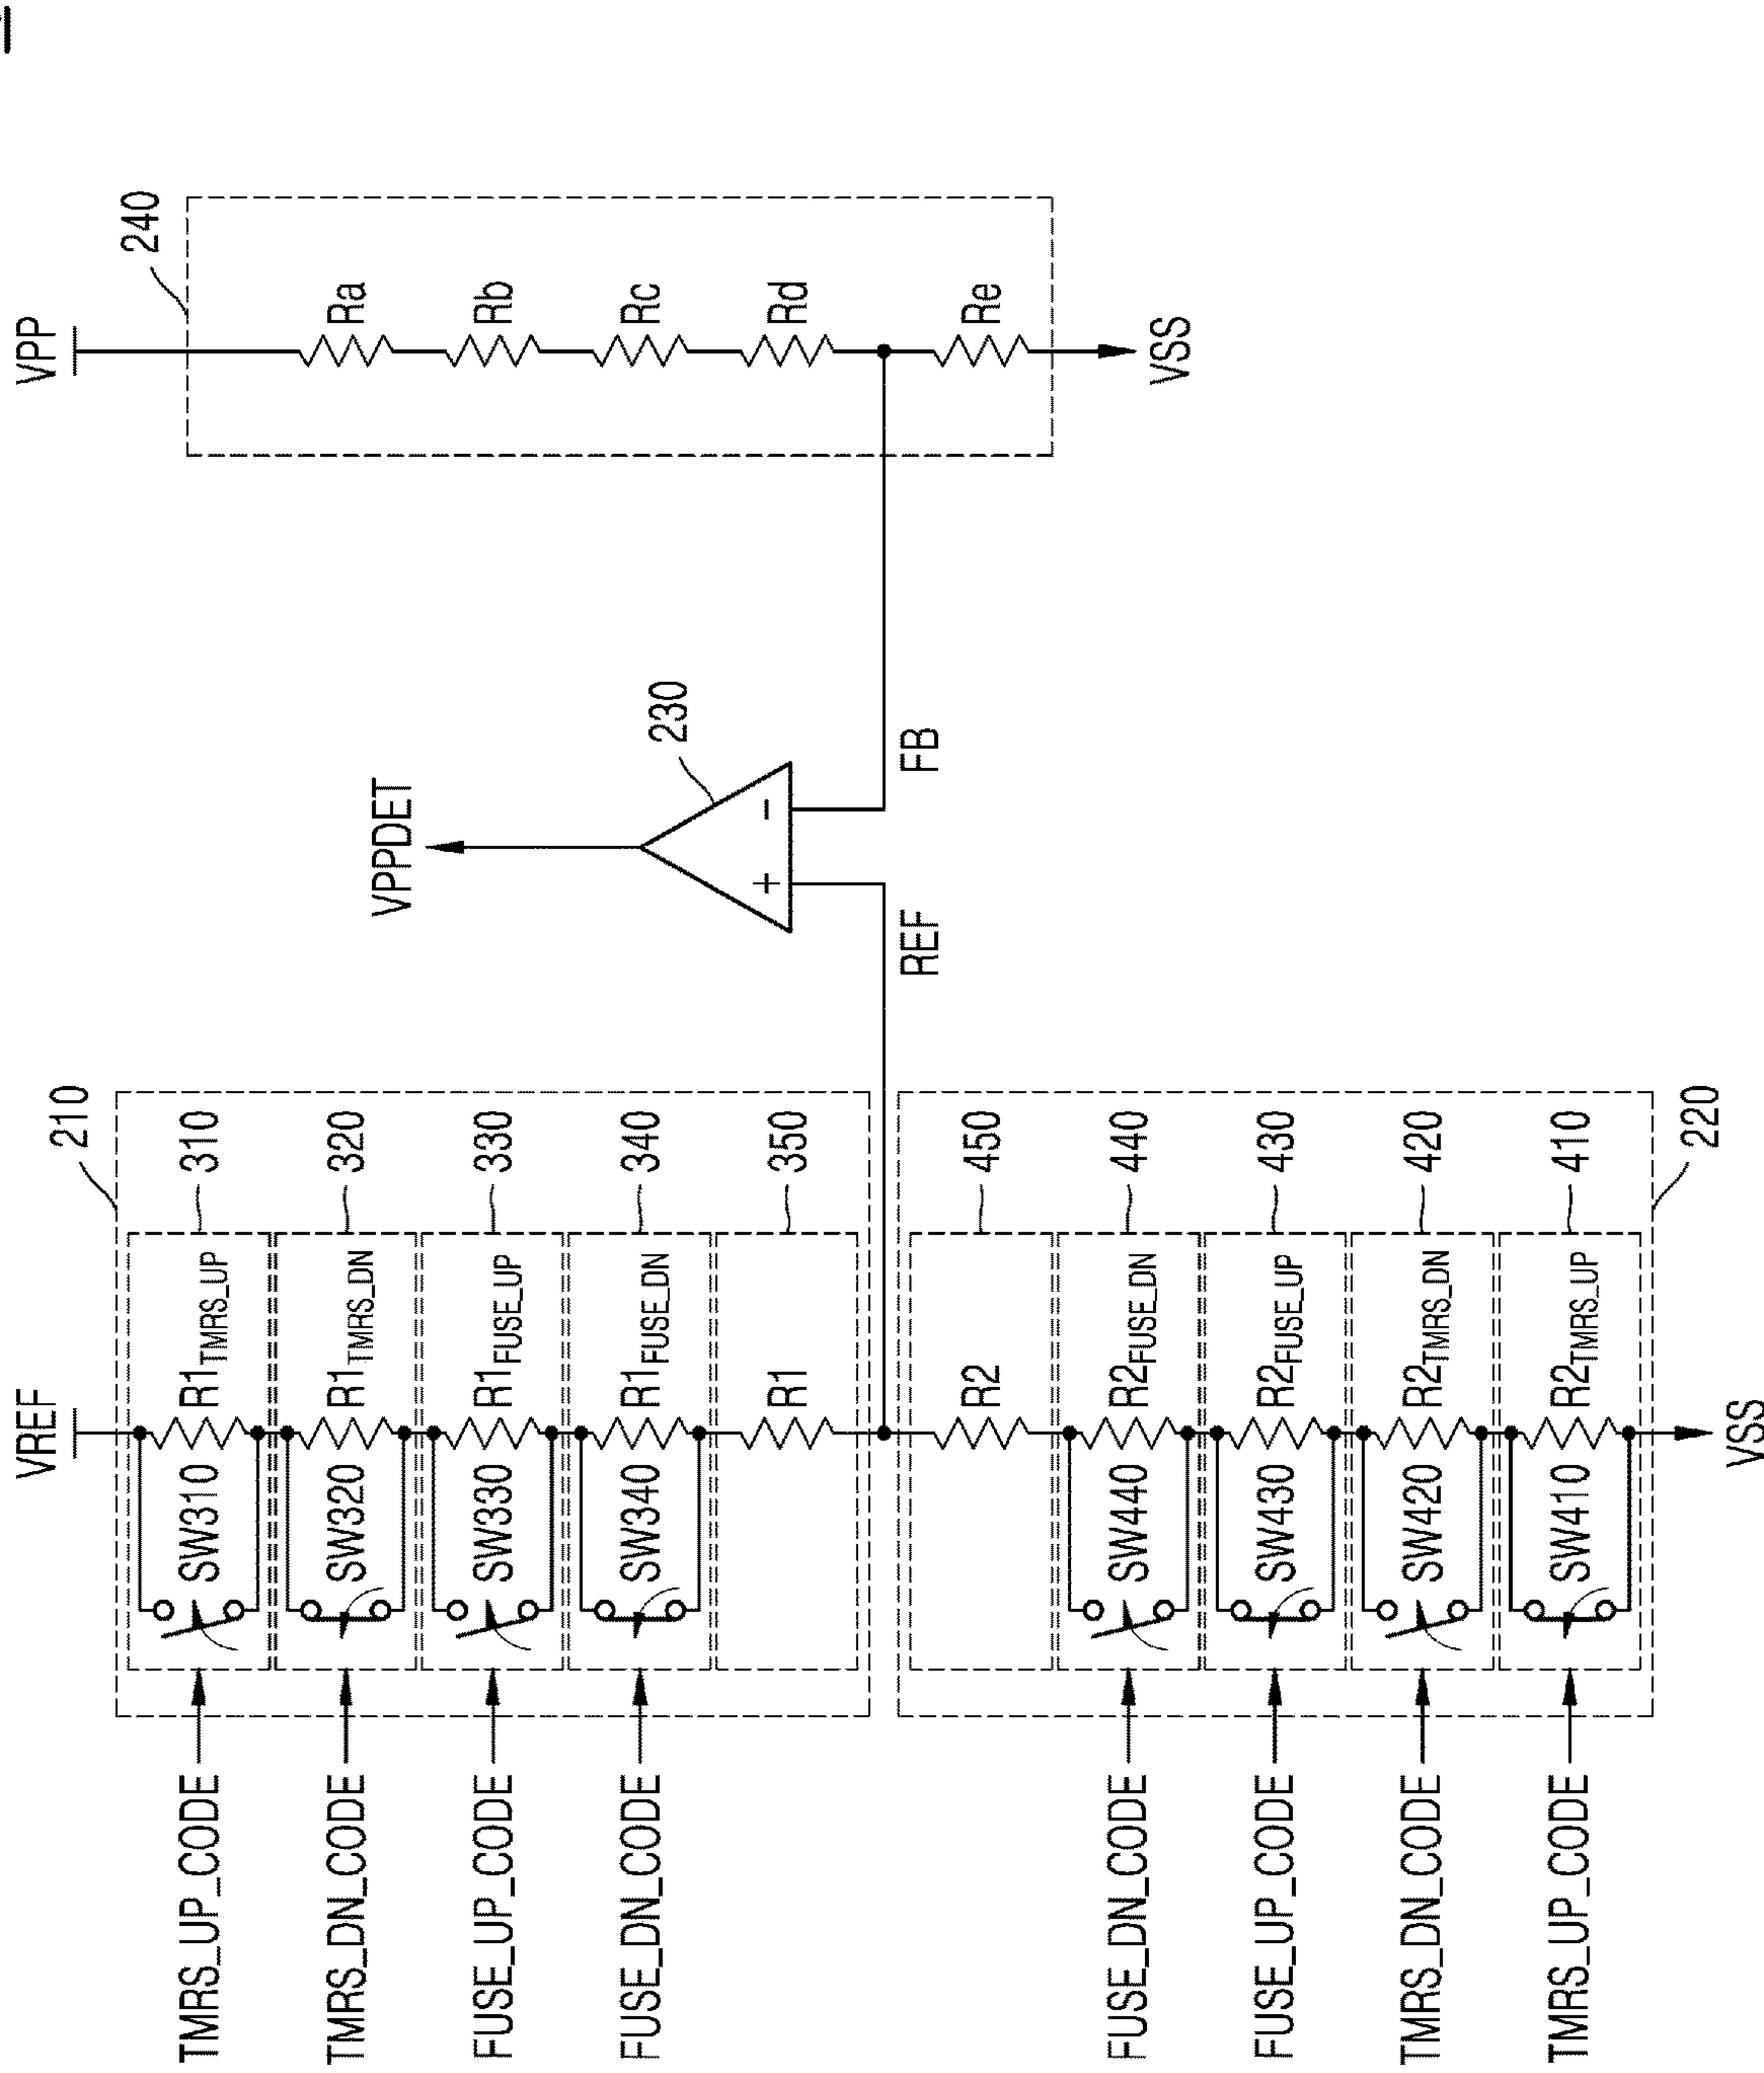 VREF
VPP
210
240
TMRS_UP_CODE
SW310
R1TMRS_UP
310
TMRS_DN_CODE
SW320
R1TMRS_DN
320
FUSE_UP_CODE
SW330
R1FUSE_UP
330
FUSE_DN_CODE
SW340
R1FUSE_DN
340
R1
350
VPPDET
230
+
-
REF
FB
Ra
Rb
Rc
Rd
Re
VSS
R2
450
FUSE_DN_CODE
SW440
R2FUSE_DN
440
FUSE_UP_CODE
SW430
R2FUSE_UP
430
TMRS_DN_CODE
SW420
R2TMRS_DN
420
TMRS_UP_CODE
SW410
R2TMRS_UP
410
220
VSS